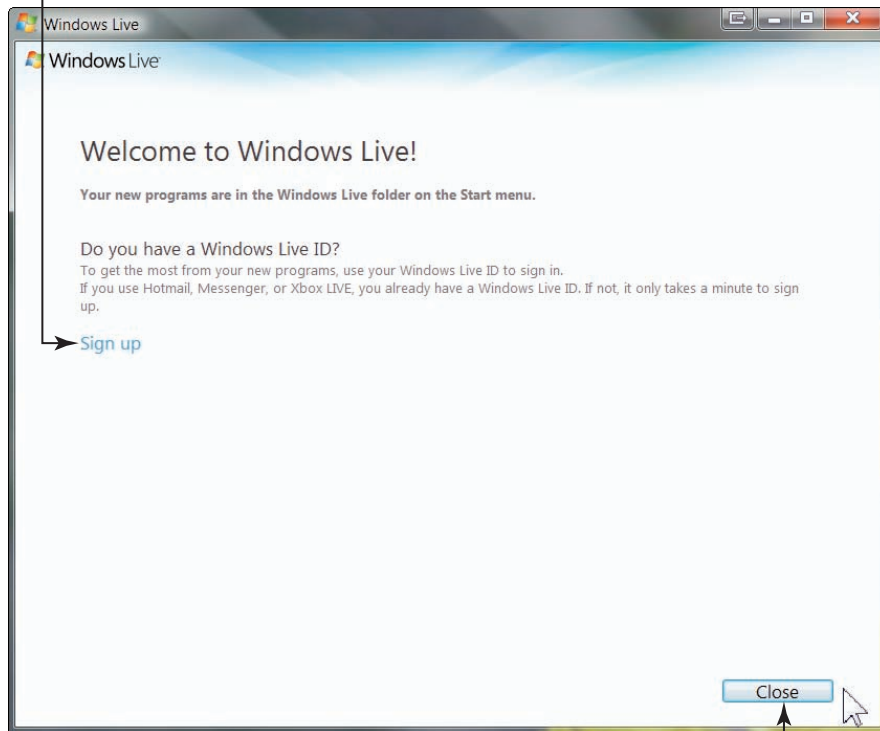 Windows Live
Windows Live
Welcome to Windows Live!
Your new programs are in the Windows Live folder on the Start menu.
Do you have a Windows Live ID?
To get the most from your new programs, use your Windows Live ID to sign in.
If you use Hotmail, Messenger, or Xbox LIVE, you already have a Windows Live ID. If not, it only takes a minute to sign
up.
Sign up
Close